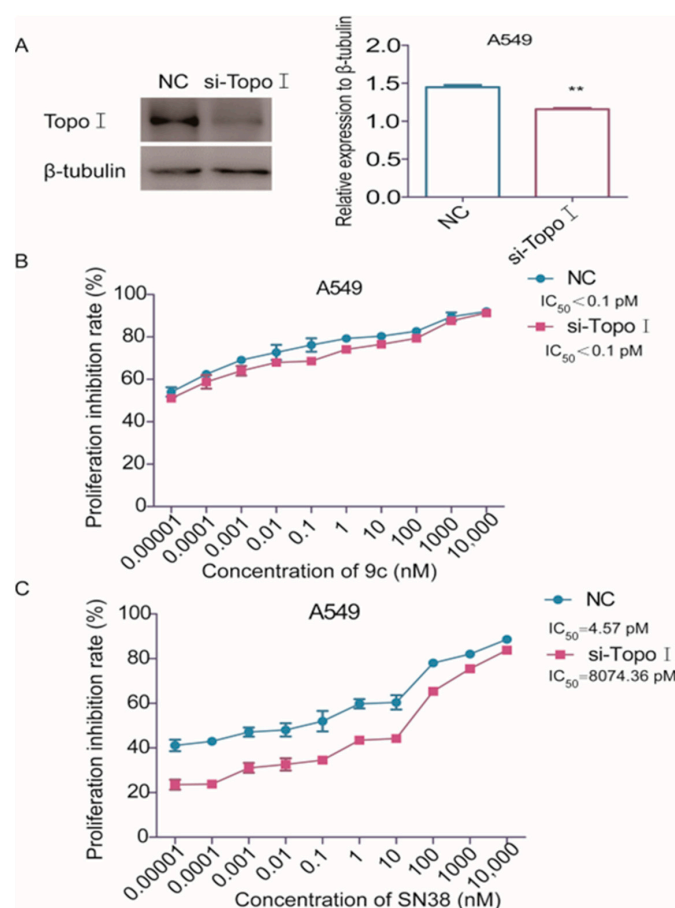 A
NC si-Topo Ⅰ
Topo Ⅰ
β-tubulin
A549
Relative expression to β-tubulin
2.0
1.5
1.0
0.5
0.0
**
NC
si-Topo Ⅰ
B
A549
Proliferation inhibition rate (%)
100
80
60
40
20
0
0.00001 0.0001 0.001 0.01 0.1 1 10 100 1000 10,000
Concentration of 9c (nM)
NC
IC50<0.1 pM
si-Topo Ⅰ
IC50<0.1 pM
C
A549
Proliferation inhibition rate (%)
100
80
60
40
20
0
0.00001 0.0001 0.001 0.01 0.1 1 10 100 1000 10,000
Concentration of SN38 (nM)
NC
IC50=4.57 pM
si-Topo Ⅰ
IC50=8074.36 pM